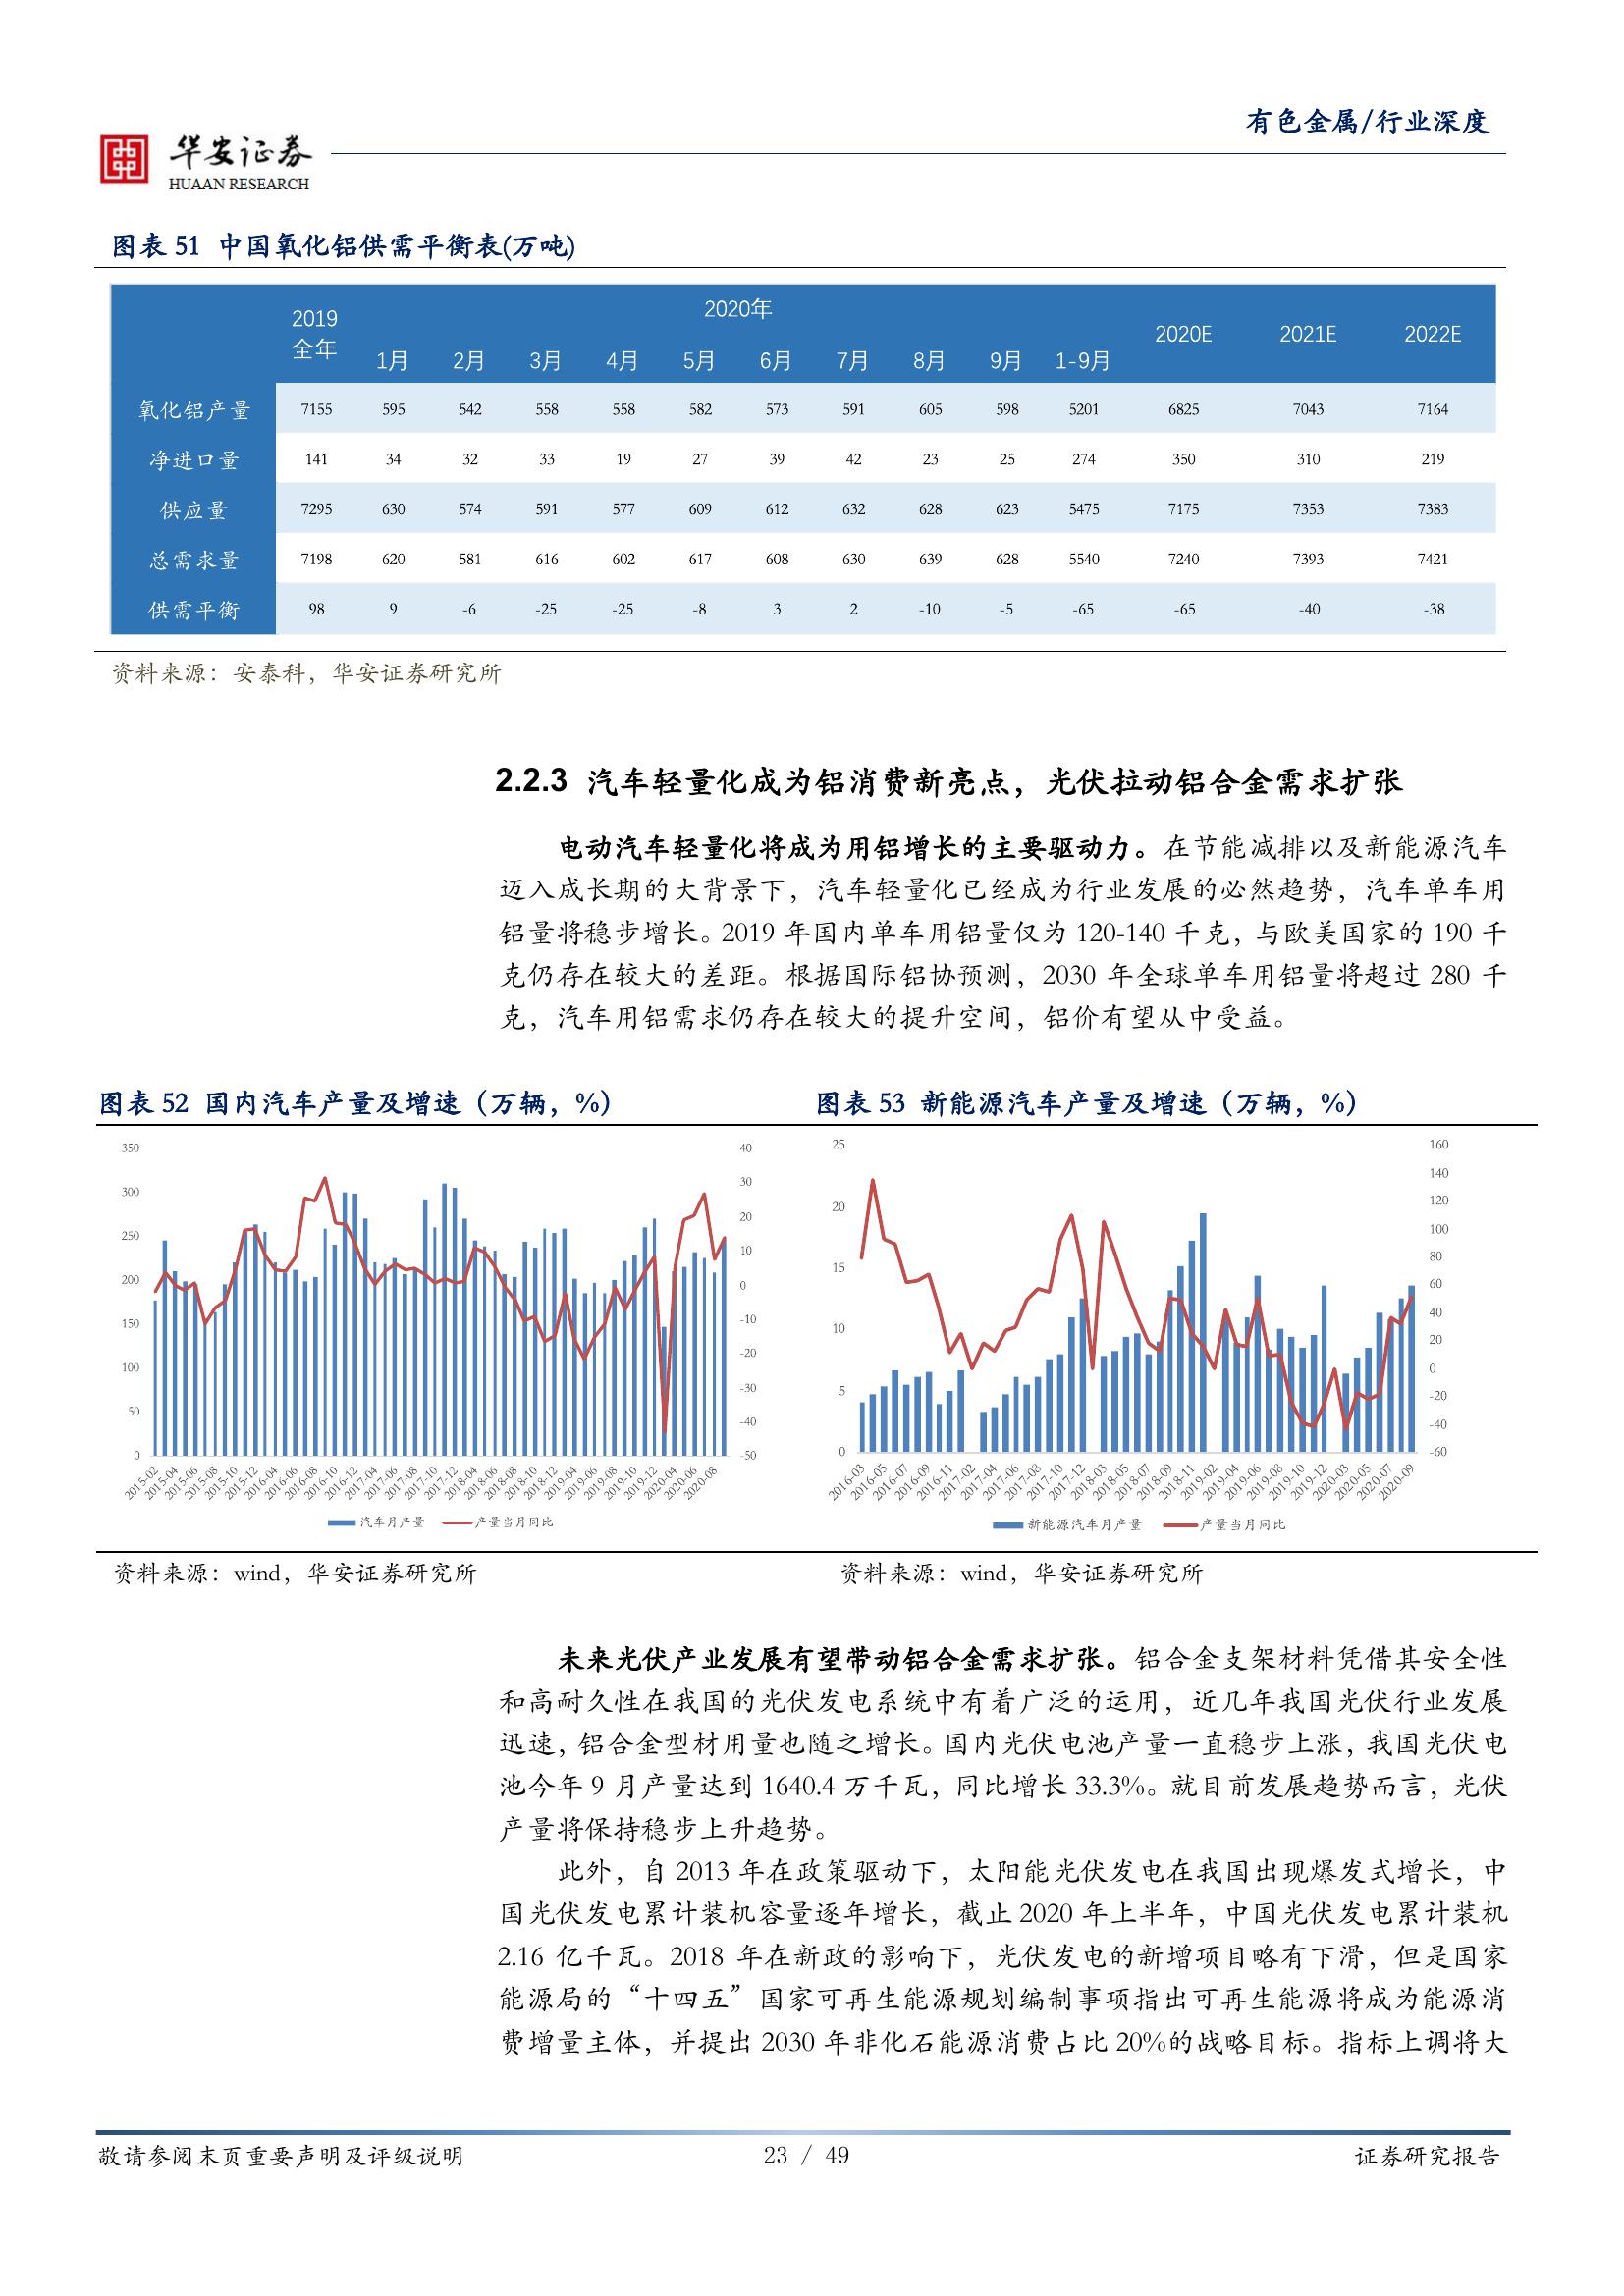 有色金属/行业深度
华安证券
HUAAN RESEARCH
图表 51 中国氧化铝供需平衡表(万吨)
2019 全年 2020年 2020E 2021E 2022E
1月 2月 3月 4月 5月 6月 7月 8月 9月 1-9月
氧化铝产量 7155 595 542 558 558 582 573 591 605 598 5201 6825 7043 7164
净进口量 141 34 32 33 19 27 39 42 23 25 274 350 310 219
供应量 7295 630 574 591 577 609 612 632 628 623 5475 7175 7353 7383
总需求量 7198 620 581 616 602 617 608 630 639 628 5540 7240 7393 7421
供需平衡 98 9 -6 -25 -25 -8 3 2 -10 -5 -65 -65 -40 -38
资料来源：安泰科，华安证券研究所
2.2.3 汽车轻量化成为铝消费新亮点，光伏拉动铝合金需求扩张
电动汽车轻量化将成为用铝增长的主要驱动力。在节能减排以及新能源汽车
迈入成长期的大背景下，汽车轻量化已经成为行业发展的必然趋势，汽车单车用
铝量将稳步增长。2019 年国内单车用铝量仅为 120-140 千克，与欧美国家的 190 千
克仍存在较大的差距。根据国际铝协预测，2030 年全球单车用铝量将超过 280 千
克，汽车用铝需求仍存在较大的提升空间，铝价有望从中受益。
图表 52 国内汽车产量及增速（万辆，%）
350
300
250
200
150
100
50
0
40
30
20
10
0
-10
-20
-30
-40
-50
2015-02 2015-04 2015-06 2015-08 2015-10 2015-12 2016-04 2016-06 2016-08 2016-10 2016-12 2017-04 2017-06 2017-08 2017-10 2017-12 2018-04 2018-06 2018-08 2018-10 2018-12 2019-04 2019-06 2019-08 2019-10 2019-12 2020-04 2020-06 2020-08
汽车月产量 产量当月同比
资料来源：wind，华安证券研究所
图表 53 新能源汽车产量及增速（万辆，%）
25
20
15
10
5
0
160
140
120
100
80
60
40
20
0
-20
-40
-60
2016-03 2016-05 2016-07 2016-09 2016-11 2017-02 2017-04 2017-06 2017-08 2017-10 2017-12 2018-03 2018-05 2018-07 2018-09 2018-11 2019-02 2019-04 2019-06 2019-08 2019-10 2019-12 2020-03 2020-05 2020-07 2020-09
新能源汽车月产量 产量当月同比
资料来源：wind，华安证券研究所
未来光伏产业发展有望带动铝合金需求扩张。铝合金支架材料凭借其安全性
和高耐久性在我国的光伏发电系统中有着广泛的运用，近几年我国光伏行业发展
迅速，铝合金型材用量也随之增长。国内光伏电池产量一直稳步上涨，我国光伏电
池今年 9 月产量达到 1640.4 万千瓦，同比增长 33.3%。就目前发展趋势而言，光伏
产量将保持稳步上升趋势。
此外，自 2013 年在政策驱动下，太阳能光伏发电在我国出现爆发式增长，中
国光伏发电累计装机容量逐年增长，截止 2020 年上半年，中国光伏发电累计装机
2.16 亿千瓦。2018 年在新政的影响下，光伏发电的新增项目略有下滑，但是国家
能源局的“十四五”国家可再生能源规划编制事项指出可再生能源将成为能源消
费增量主体，并提出 2030 年非化石能源消费占比 20%的战略目标。指标上调将大
敬请参阅末页重要声明及评级说明
23 / 49
证券研究报告